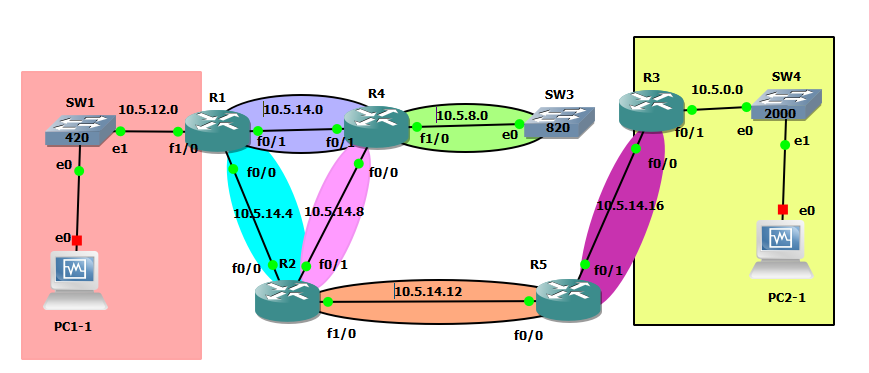 SW1
420
e0
e1
10.5.12.0
e0
PC1-1
R1
f1/0
f0/1
f0/0
10.5.14.0
R4
f0/1
f1/0
f0/0
10.5.8.0
SW3
e0
820
10.5.14.4
10.5.14.8
R2
f0/0
f0/1
f1/0
10.5.14.12
R5
f0/0
f0/1
10.5.14.16
R3
f0/0
f0/1
10.5.0.0
SW4
2000
e0
e1
e0
PC2-1